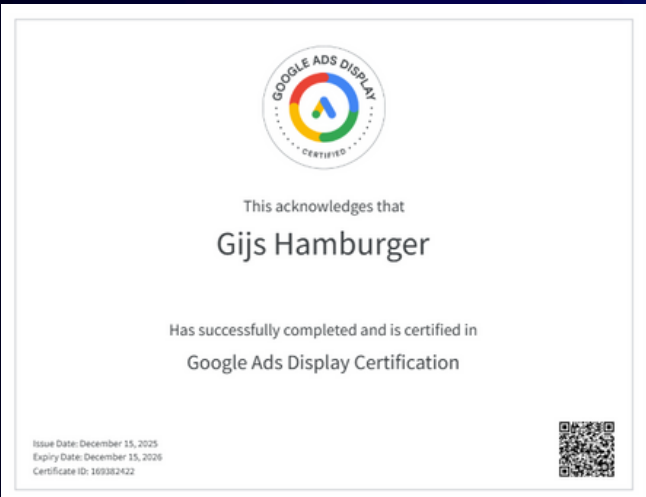 GOOGLE ADS DISPLAY
CERTIFIED
This acknowledges that
Gijs Hamburger
Has successfully completed and is certified in
Google Ads Display Certification
Issue Date: December 15, 2025
Expiry Date: December 15, 2026
Certificate ID: 169382422